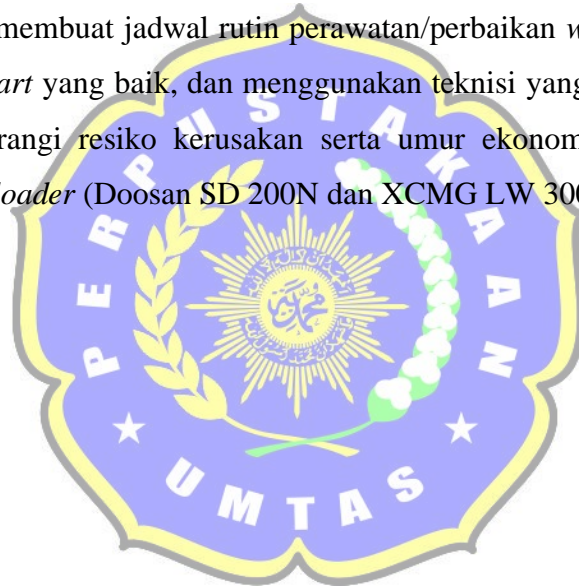 membuat jadwal rutin perawatan/perbaikan w
art yang baik, dan menggunakan teknisi yang
rangi resiko kerusakan serta umur ekonom
loader (Doosan SD 200N dan XCMG LW 300
PERPUSTAKAAN
UMTAS